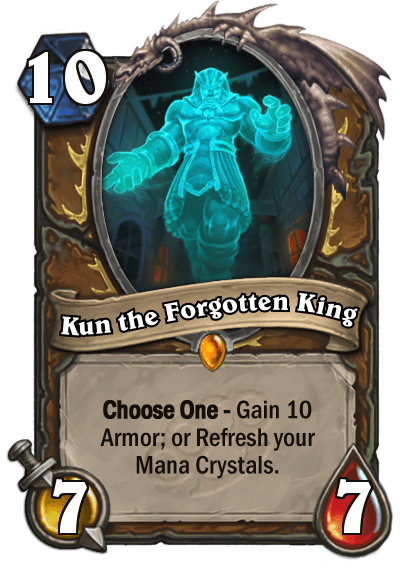 10
Kun the Forgotten King
Choose One - Gain 10
Armor; or Refresh your
Mana Crystals.
7
7